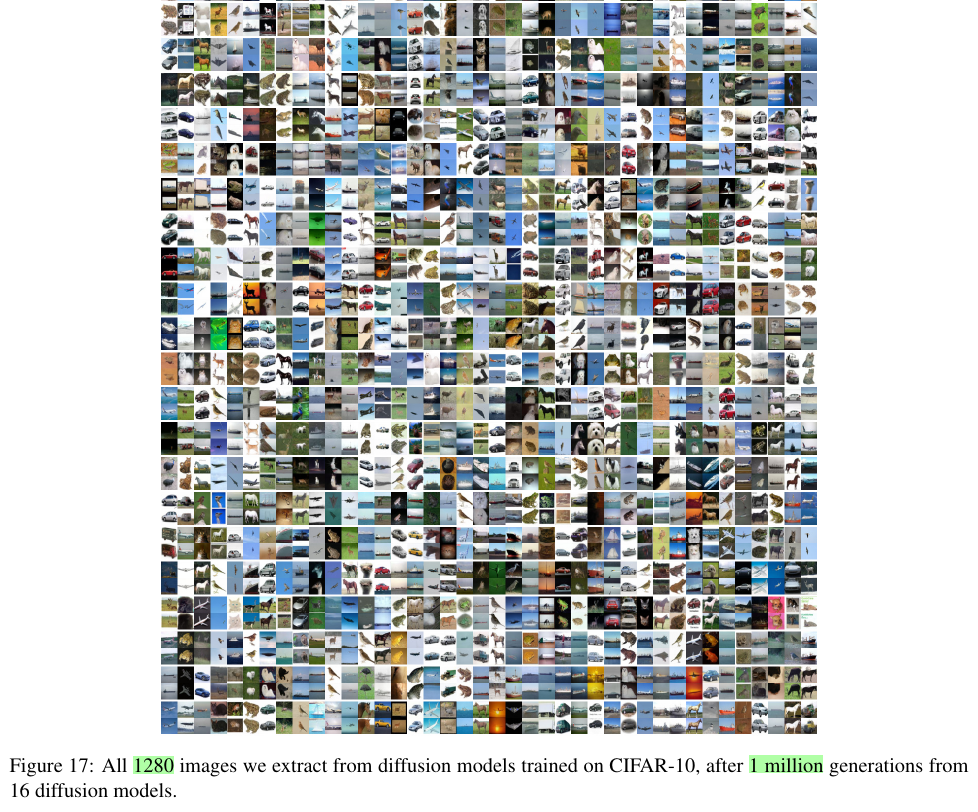 Figure 17: All 1280 images we extract from diffusion models trained on CIFAR-10, after 1 million generations from
16 diffusion models.